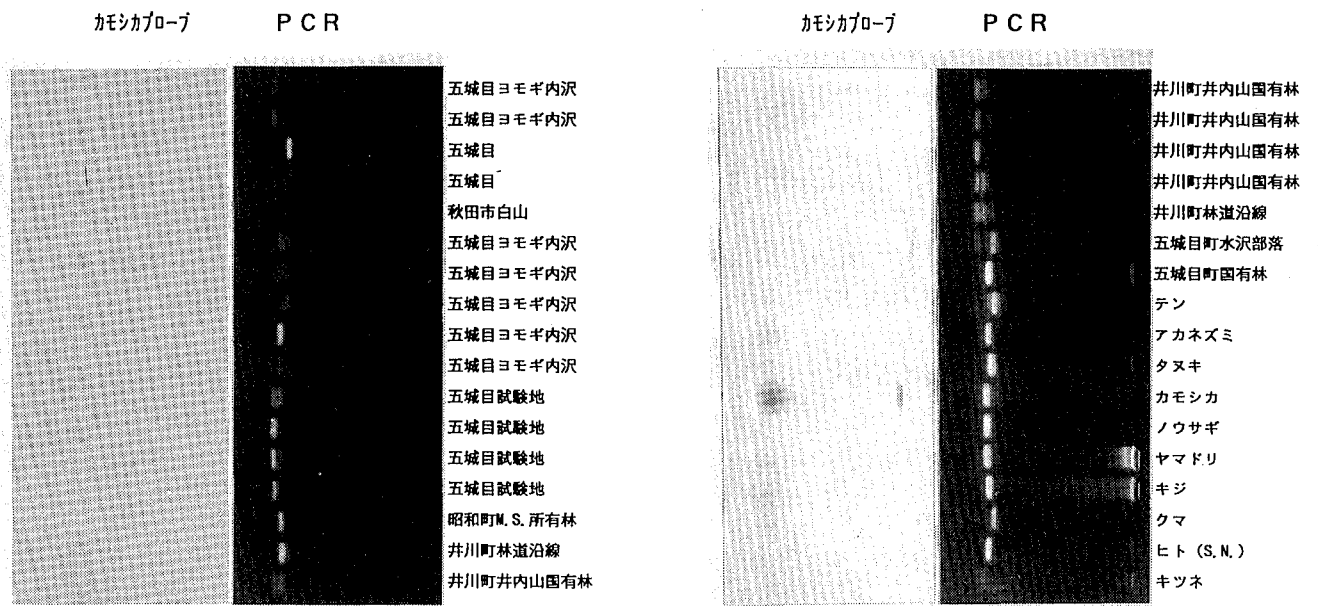 カモシカプローブ PCR
五城目ヨモギ内沢
五城目ヨモギ内沢
五城目
五城目
秋田市白山
五城目ヨモギ内沢
五城目ヨモギ内沢
五城目ヨモギ内沢
五城目ヨモギ内沢
五城目ヨモギ内沢
五城目試験地
五城目試験地
五城目試験地
五城目試験地
昭和町M.S.所有林
井川町林道沿線
井川町井内山国有林
カモシカプローブ PCR
井川町井内山国有林
井川町井内山国有林
井川町井内山国有林
井川町井内山国有林
井川町林道沿線
五城目町水沢部落
五城目町国有林
テン
アカネズミ
タヌキ
カモシカ
ノウサギ
ヤマドリ
キジ
クマ
ヒト(S.N.)
キツネ